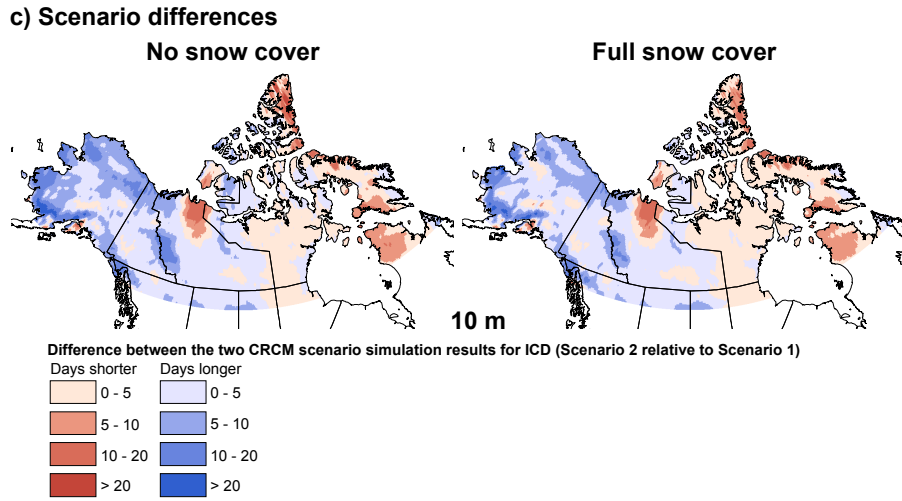 c) Scenario differences
No snow cover
Full snow cover
10 m
Difference between the two CRCM scenario simulation results for ICD (Scenario 2 relative to Scenario 1)
Days shorter
Days longer
0 - 5
0 - 5
5 - 10
5 - 10
10 - 20
10 - 20
> 20
> 20